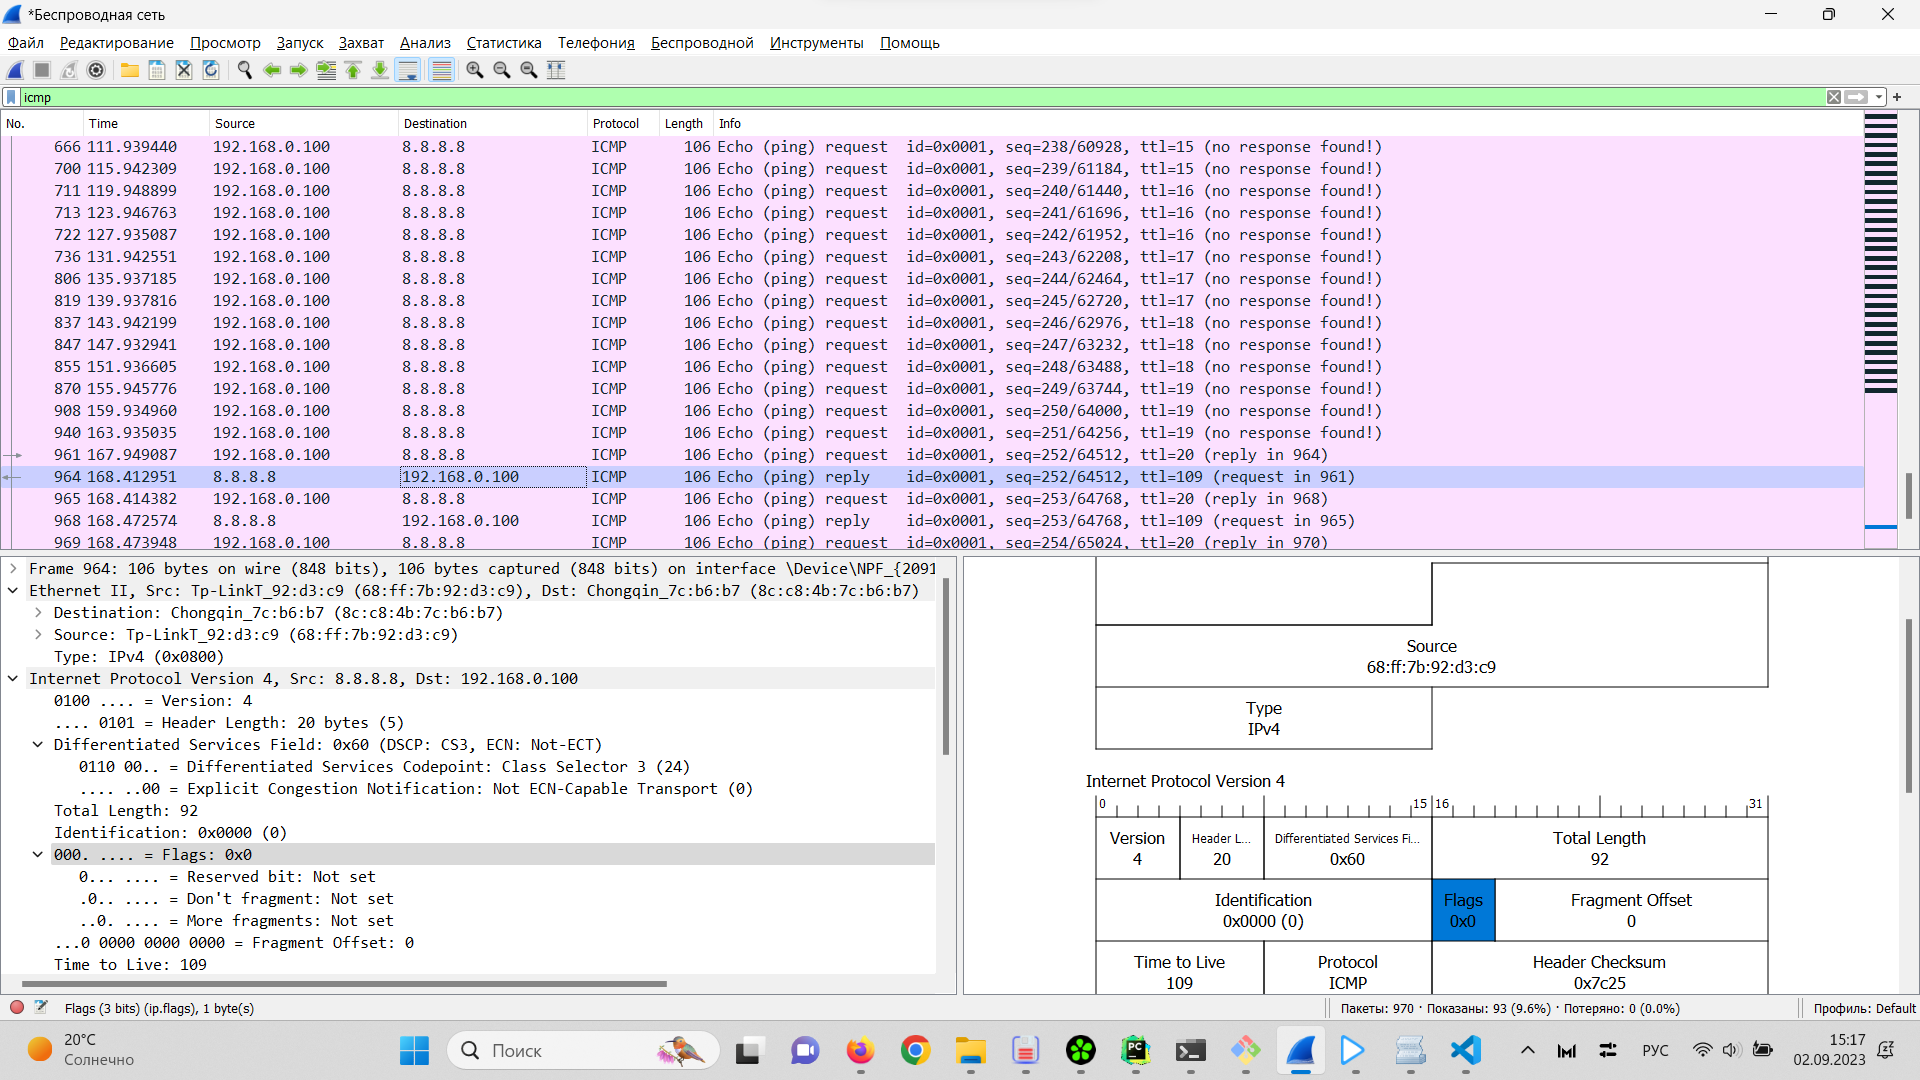 *Беспроводная сеть
Файл Редактирование Просмотр Запуск Захват Анализ Статистика Телефония Беспроводной Инструменты Помощь
icmp
No. Time Source Destination Protocol Length Info
666 111.939440 192.168.0.100 8.8.8.8 ICMP 106 Echo (ping) request id=0x0001, seq=238/60928, ttl=15 (no response found!)
700 115.942309 192.168.0.100 8.8.8.8 ICMP 106 Echo (ping) request id=0x0001, seq=239/61184, ttl=15 (no response found!)
711 119.948899 192.168.0.100 8.8.8.8 ICMP 106 Echo (ping) request id=0x0001, seq=240/61440, ttl=16 (no response found!)
713 123.946763 192.168.0.100 8.8.8.8 ICMP 106 Echo (ping) request id=0x0001, seq=241/61696, ttl=16 (no response found!)
722 127.935087 192.168.0.100 8.8.8.8 ICMP 106 Echo (ping) request id=0x0001, seq=242/61952, ttl=16 (no response found!)
736 131.942551 192.168.0.100 8.8.8.8 ICMP 106 Echo (ping) request id=0x0001, seq=243/62208, ttl=17 (no response found!)
806 135.937185 192.168.0.100 8.8.8.8 ICMP 106 Echo (ping) request id=0x0001, seq=244/62464, ttl=17 (no response found!)
819 139.937816 192.168.0.100 8.8.8.8 ICMP 106 Echo (ping) request id=0x0001, seq=245/62720, ttl=17 (no response found!)
837 143.942199 192.168.0.100 8.8.8.8 ICMP 106 Echo (ping) request id=0x0001, seq=246/62976, ttl=18 (no response found!)
847 147.932941 192.168.0.100 8.8.8.8 ICMP 106 Echo (ping) request id=0x0001, seq=247/63232, ttl=18 (no response found!)
855 151.936605 192.168.0.100 8.8.8.8 ICMP 106 Echo (ping) request id=0x0001, seq=248/63488, ttl=18 (no response found!)
870 155.945776 192.168.0.100 8.8.8.8 ICMP 106 Echo (ping) request id=0x0001, seq=249/63744, ttl=19 (no response found!)
908 159.934960 192.168.0.100 8.8.8.8 ICMP 106 Echo (ping) request id=0x0001, seq=250/64000, ttl=19 (no response found!)
940 163.935035 192.168.0.100 8.8.8.8 ICMP 106 Echo (ping) request id=0x0001, seq=251/64256, ttl=19 (no response found!)
961 167.949087 192.168.0.100 8.8.8.8 ICMP 106 Echo (ping) request id=0x0001, seq=252/64512, ttl=20 (reply in 964)
964 168.412951 8.8.8.8 192.168.0.100 ICMP 106 Echo (ping) reply id=0x0001, seq=252/64512, ttl=109 (request in 961)
965 168.414382 192.168.0.100 8.8.8.8 ICMP 106 Echo (ping) request id=0x0001, seq=253/64768, ttl=20 (reply in 968)
968 168.472574 8.8.8.8 192.168.0.100 ICMP 106 Echo (ping) reply id=0x0001, seq=253/64768, ttl=109 (request in 965)
969 168.473948 192.168.0.100 8.8.8.8 ICMP 106 Echo (ping) request id=0x0001, seq=254/65024, ttl=20 (reply in 970)
Frame 964: 106 bytes on wire (848 bits), 106 bytes captured (848 bits) on interface \Device\NPF_{2091
Ethernet II, Src: Tp-LinkT_92:d3:c9 (68:ff:7b:92:d3:c9), Dst: Chongqin_7c:b6:b7 (8c:c8:4b:7c:b6:b7)
Destination: Chongqin_7c:b6:b7 (8c:c8:4b:7c:b6:b7)
Source: Tp-LinkT_92:d3:c9 (68:ff:7b:92:d3:c9)
Type: IPv4 (0x0800)
Internet Protocol Version 4, Src: 8.8.8.8, Dst: 192.168.0.100
0100 .... = Version: 4
.... 0101 = Header Length: 20 bytes (5)
Differentiated Services Field: 0x60 (DSCP: CS3, ECN: Not-ECT)
0110 00.. = Differentiated Services Codepoint: Class Selector 3 (24)
.... ..00 = Explicit Congestion Notification: Not ECN-Capable Transport (0)
Total Length: 92
Identification: 0x0000 (0)
000. .... = Flags: 0x0
0... .... = Reserved bit: Not set
.0.. .... = Don't fragment: Not set
..0. .... = More fragments: Not set
...0 0000 0000 0000 = Fragment Offset: 0
Time to Live: 109
Source
68:ff:7b:92:d3:c9
Type
IPv4
Internet Protocol Version 4
0 15 16 31
Version Header L... Differentiated Services Fi... Total Length
4 20 0x60 92
Identification Flags Fragment Offset
0x0000 (0) 0x0 0
Time to Live Protocol Header Checksum
109 ICMP 0x7c25
Flags (3 bits) (ip.flags), 1 byte(s)
Пакеты: 970 · Показаны: 93 (9.6%) · Потеряно: 0 (0.0%)
Профиль: Default
20°C
Солнечно
Поиск
PC
РУС
15:17
02.09.2023